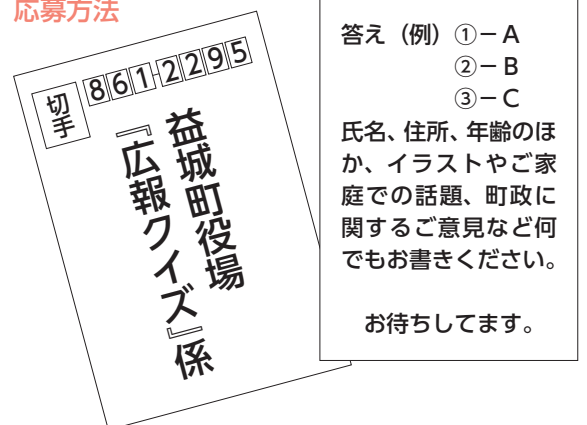 応募方法
切手
861-2295
益城町役場
『広報クイズ』係
答え（例）①－A
②－B
③－C
氏名、住所、年齢のほ
か、イラストやご家
庭での話題、町政に
関するご意見など何
でもお書きください。
お待ちしてます。